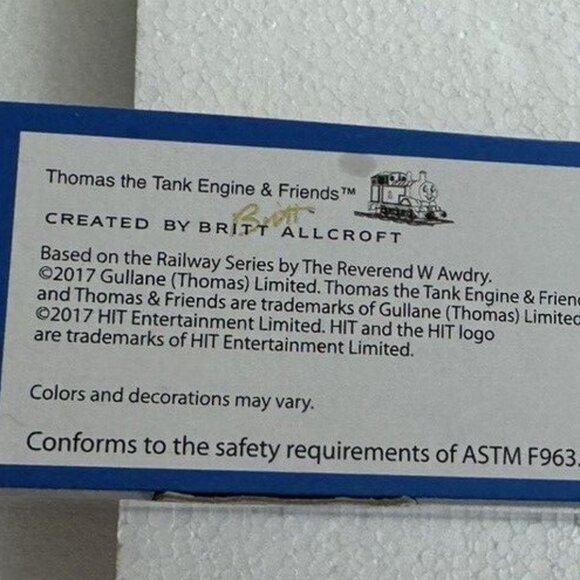 Thomas the Tank Engine & Friends™
CREATED BY BRITT ALLCROFT
Britt
Based on the Railway Series by The Reverend W Awdry.
©2017 Gullane (Thomas) Limited. Thomas the Tank Engine & Friend
and Thomas & Friends are trademarks of Gullane (Thomas) Limited
©2017 HIT Entertainment Limited. HIT and the HIT logo
are trademarks of HIT Entertainment Limited.
Colors and decorations may vary.
Conforms to the safety requirements of ASTM F963.